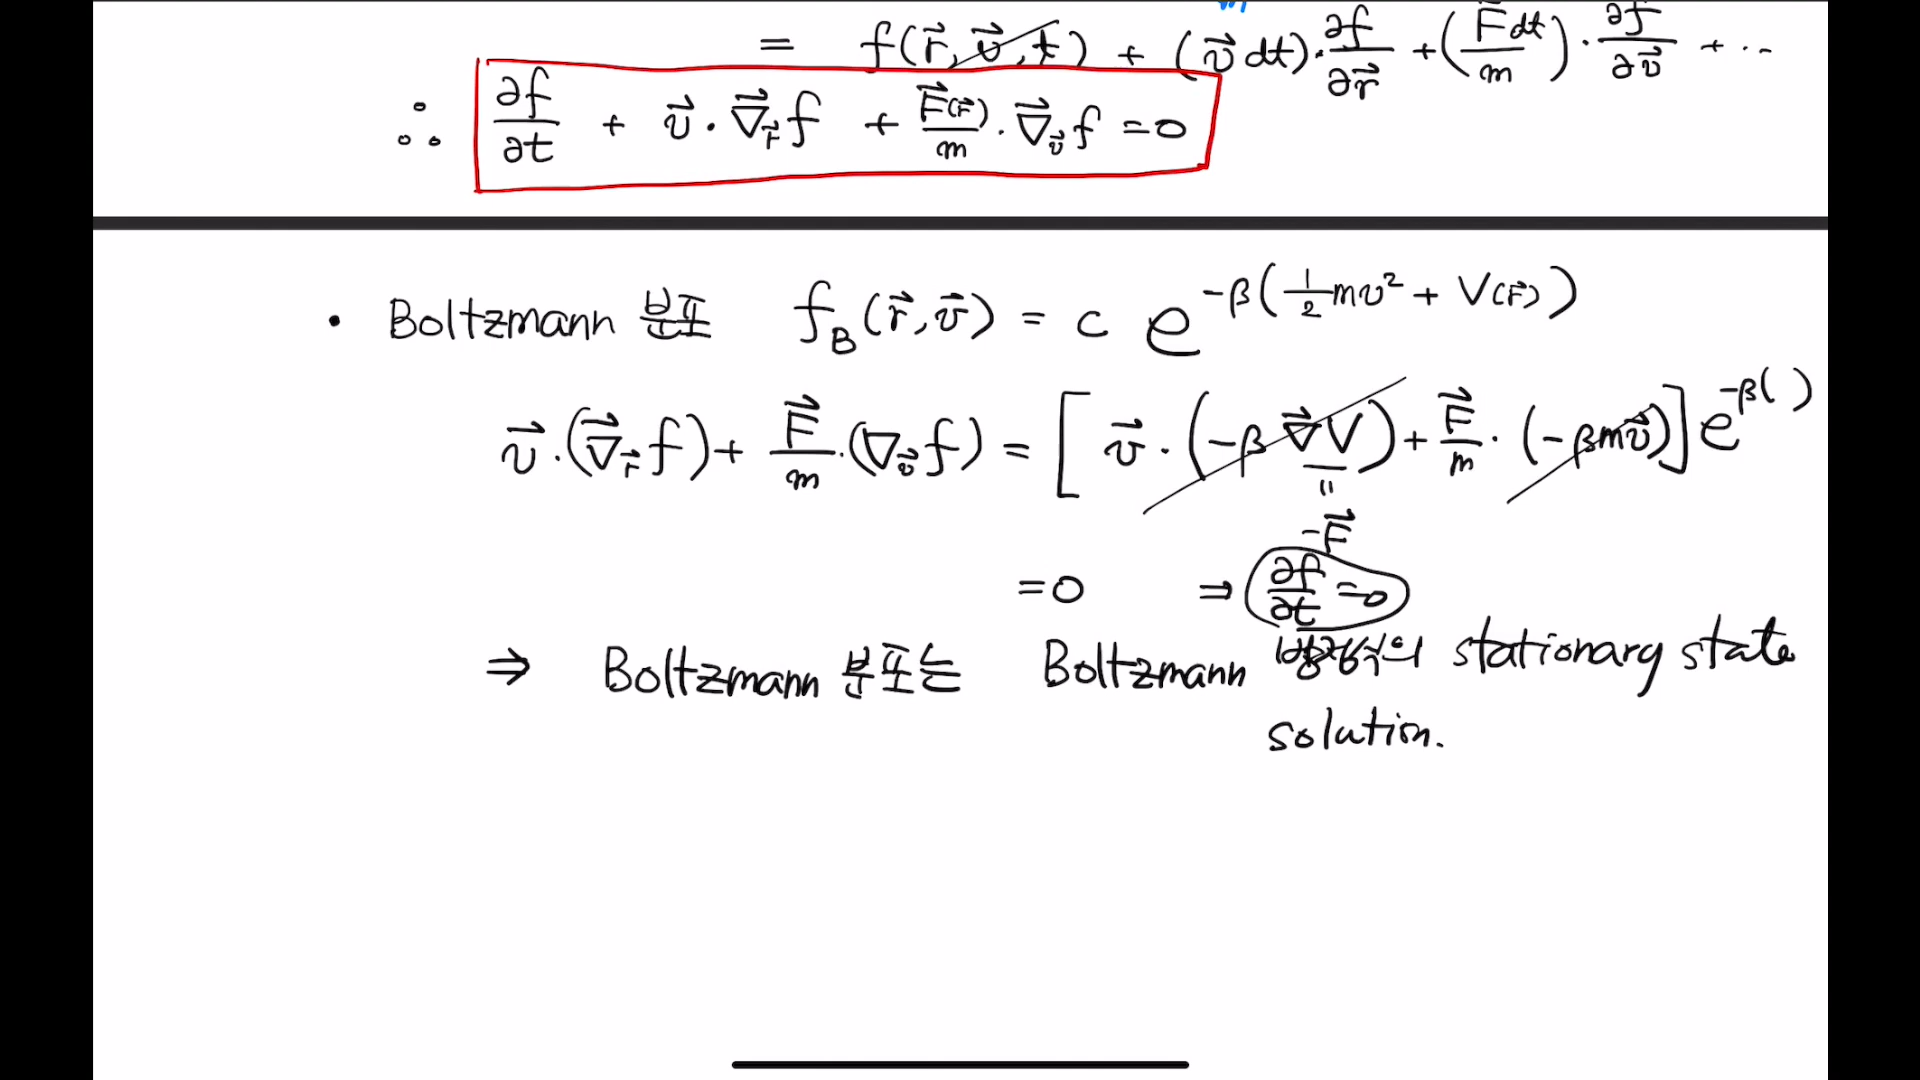 = f(r⃗, v⃗, t) + (v⃗ dt)·∂f/∂r⃗ + (F⃗dt/m)·∂f/∂v⃗ + ··
∴ ∂f/∂t + v⃗·∇⃗_r⃗ f + F⃗(r⃗)/m · ∇⃗_v⃗ f = 0
• Boltzmann 분포 f_B(r⃗, v⃗) = c e^{-β(½mv² + V(r⃗))}
v⃗·(∇⃗_r⃗ f) + F⃗/m·(∇_v⃗ f) = [v⃗·(-β∇⃗V) + F⃗/m·(-βmv⃗)] e^{-β( )}
॥
-F⃗
= 0 ⇒ ∂f/∂t = 0
⇒ Boltzmann 분포는 Boltzmann 방정식의 stationary state
solution.